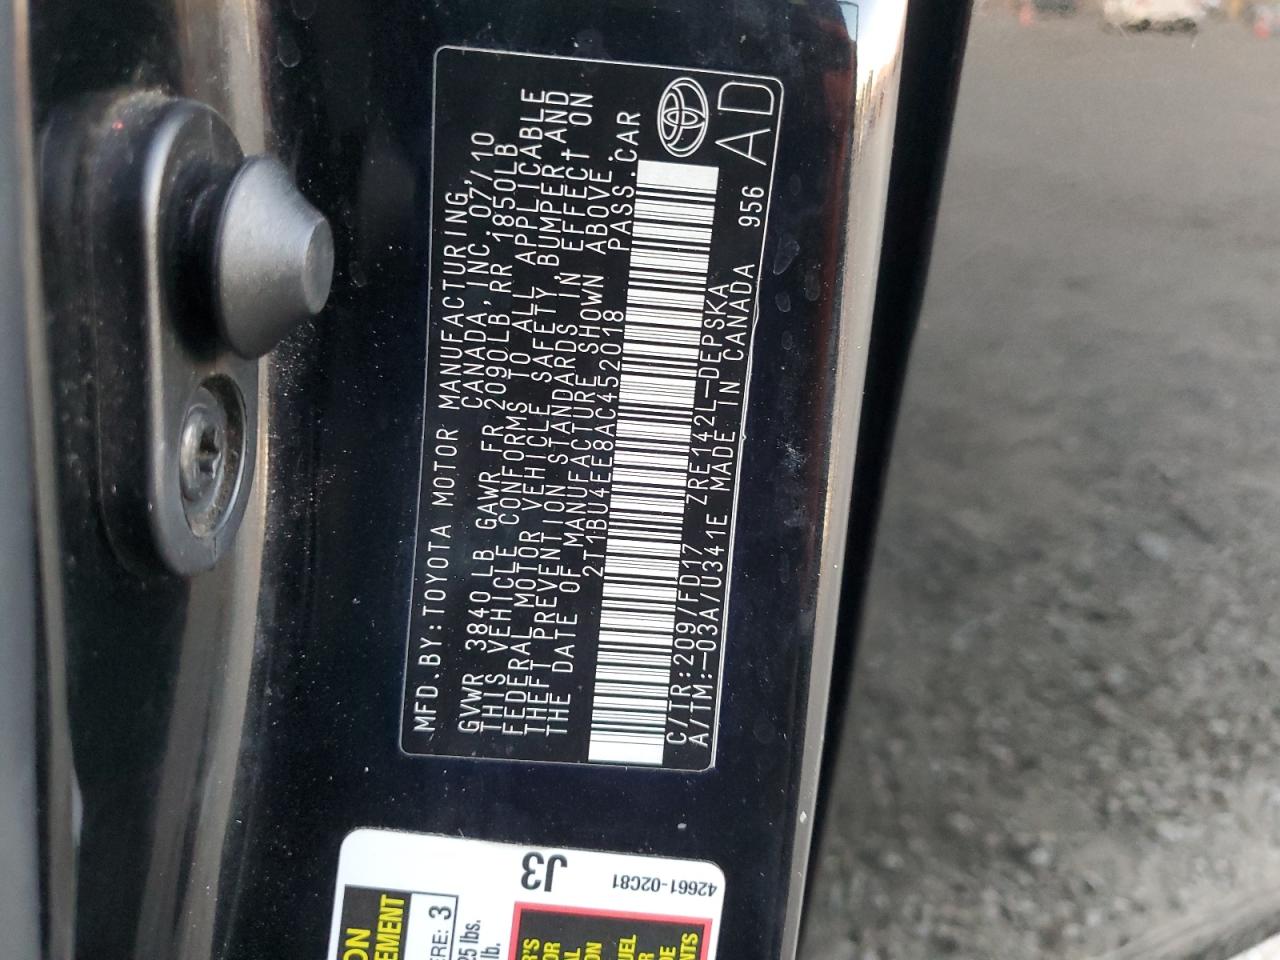 MFD.BY:TOYOTA MOTOR MANUFACTURING,
CANADA, INC. 07/10
GVWR 3840LB GAWR FR 2090LB, RR 1850LB
THIS VEHICLE CONFORMS TO ALL APPLICABLE
FEDERAL MOTOR VEHICLE SAFETY, BUMPER, AND
THEFT PREVENTION STANDARDS IN EFFECT ON
THE DATE OF MANUFACTURE SHOWN ABOVE.
2T1BU4EE8AC452018 PASS.CAR
C/TR:209/FD17 ZRE142L-DEPSKA
A/TM:-03A/U341E MADE IN CANADA 956
AD
J3
42661-02C81
ERE: 3
lb.